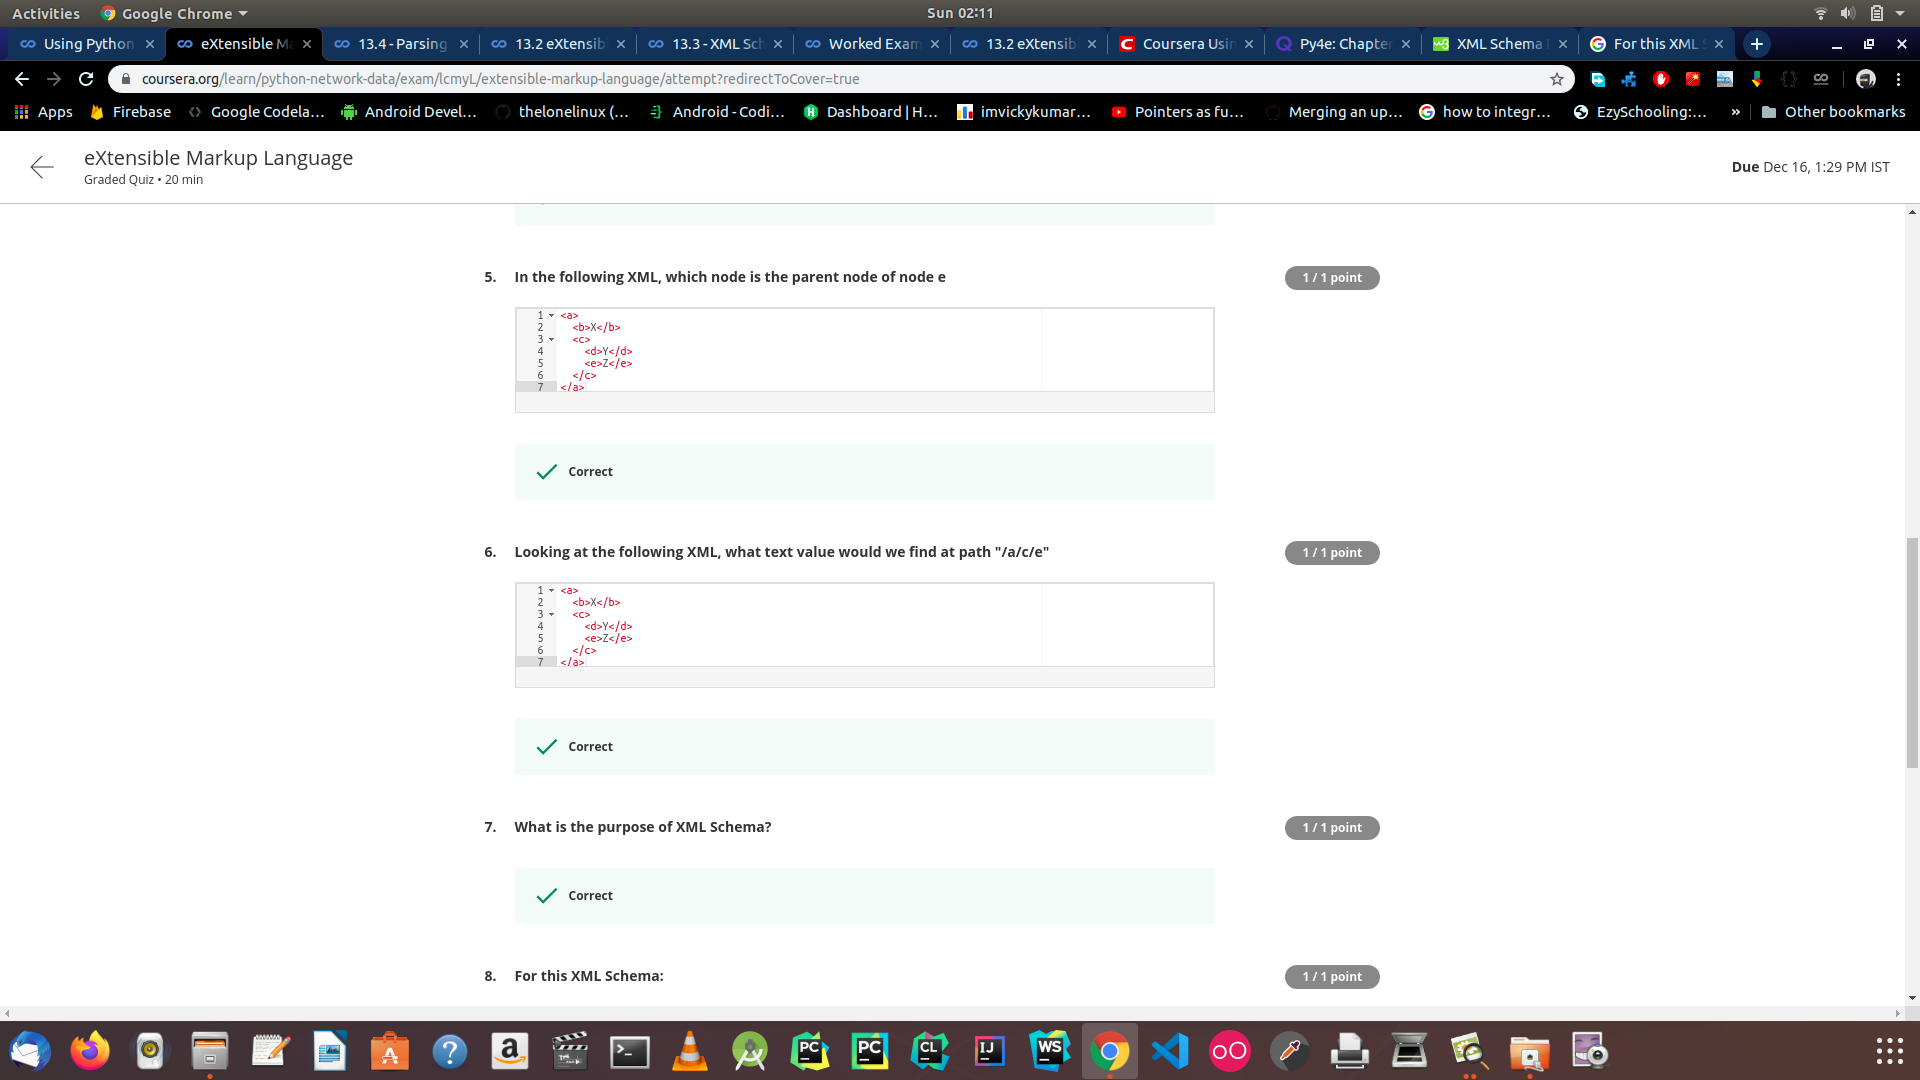 Activities Google Chrome Sun 02:11
Using Python eXtensible Ma 13.4 - Parsing 13.2 eXtensib 13.3 - XML Sc Worked Exam 13.2 eXtensib Coursera Usin Py4e: Chapte XML Schema For this XML S
coursera.org/learn/python-network-data/exam/lcmyL/extensible-markup-language/attempt?redirectToCover=true
Apps Firebase Google Codela... Android Devel... thelonelinux (... Android - Codi... Dashboard | H... imvickykumar... Pointers as fu... Merging an up... how to integr... EzySchooling:... » Other bookmarks
eXtensible Markup Language
Graded Quiz • 20 min
Due Dec 16, 1:29 PM IST
5. In the following XML, which node is the parent node of node e 1 / 1 point
1 <a>
2 <b>X</b>
3 <c>
4 <d>Y</d>
5 <e>Z</e>
6 </c>
7 </a>
Correct
6. Looking at the following XML, what text value would we find at path "/a/c/e" 1 / 1 point
1 <a>
2 <b>X</b>
3 <c>
4 <d>Y</d>
5 <e>Z</e>
6 </c>
7 </a>
Correct
7. What is the purpose of XML Schema? 1 / 1 point
Correct
8. For this XML Schema: 1 / 1 point